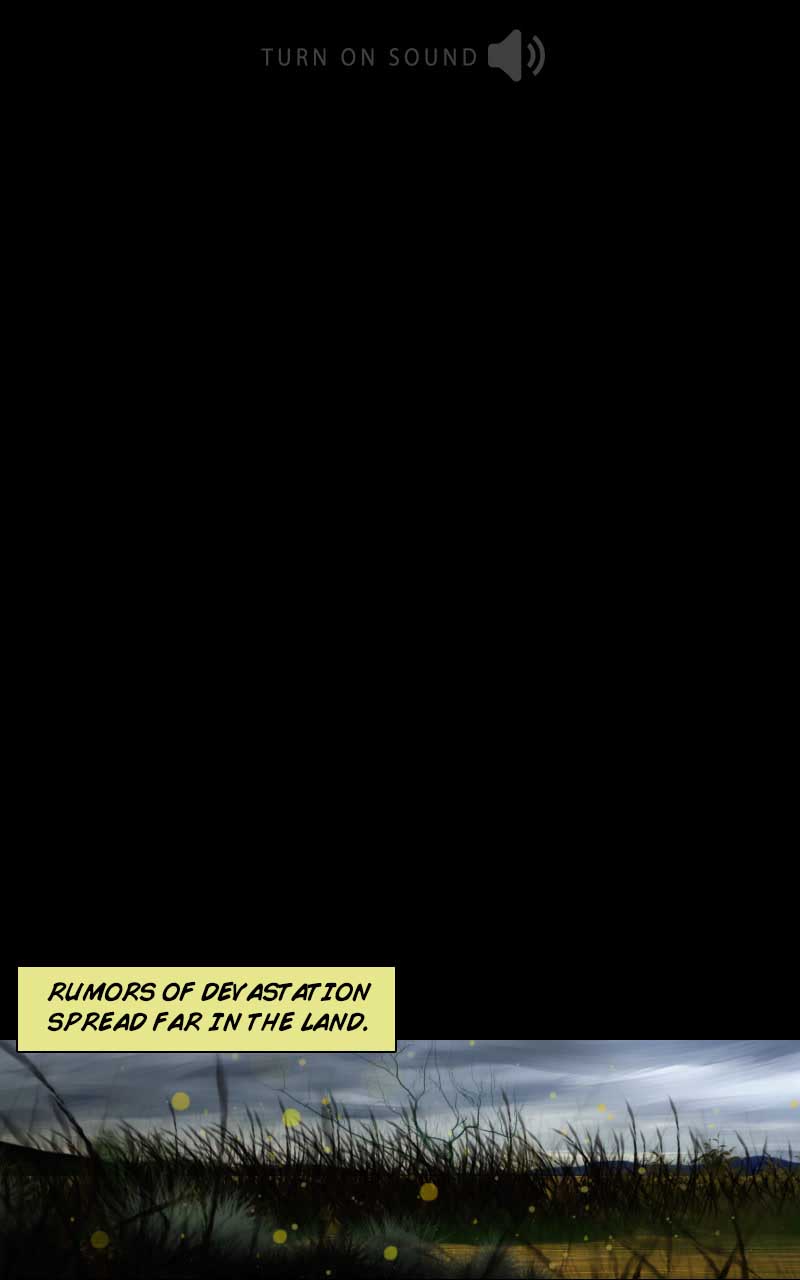 TURN ON SOUND
RUMORS OF DEVASTATION
SPREAD FAR IN THE LAND.